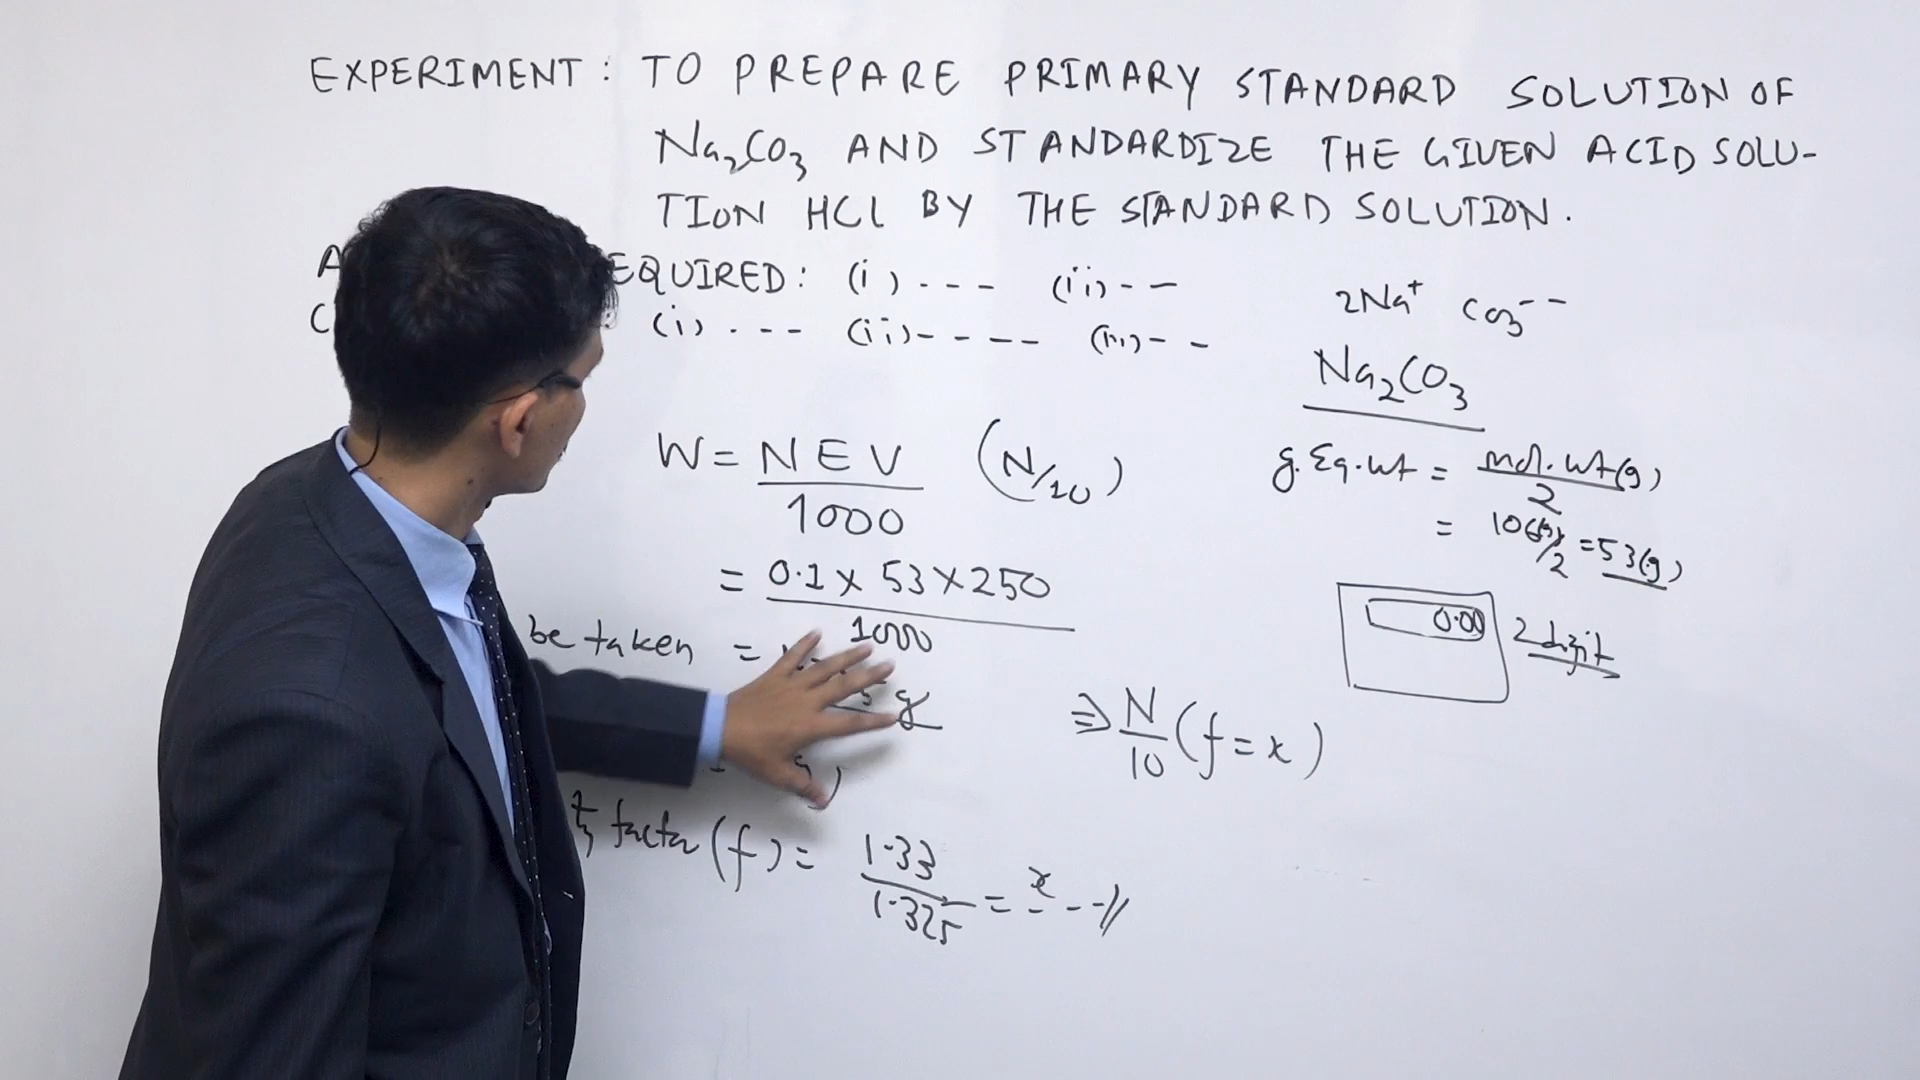 EXPERIMENT: TO PREPARE PRIMARY STANDARD SOLUTION OF
Na₂CO₃ AND STANDARDIZE THE GIVEN ACID SOLU-
TION HCl BY THE STANDARD SOLUTION.
EQUIRED: (i) - - - (ii) - -
(i) - - - (ii) - - - - (iii) - -
2Na⁺ CO₃⁻⁻
Na₂CO₃
W = NEV/1000 (N/10)
g.Eq.wt = mol.wt(g)/2
= 106(g)/2 = 53(g)
= 0.1 x 53 x 250/1000
0.00 2 digit
be taken =
5 g
⇒ N/10 (f = x)
factor (f) = 1.33/1.325 = x - - //